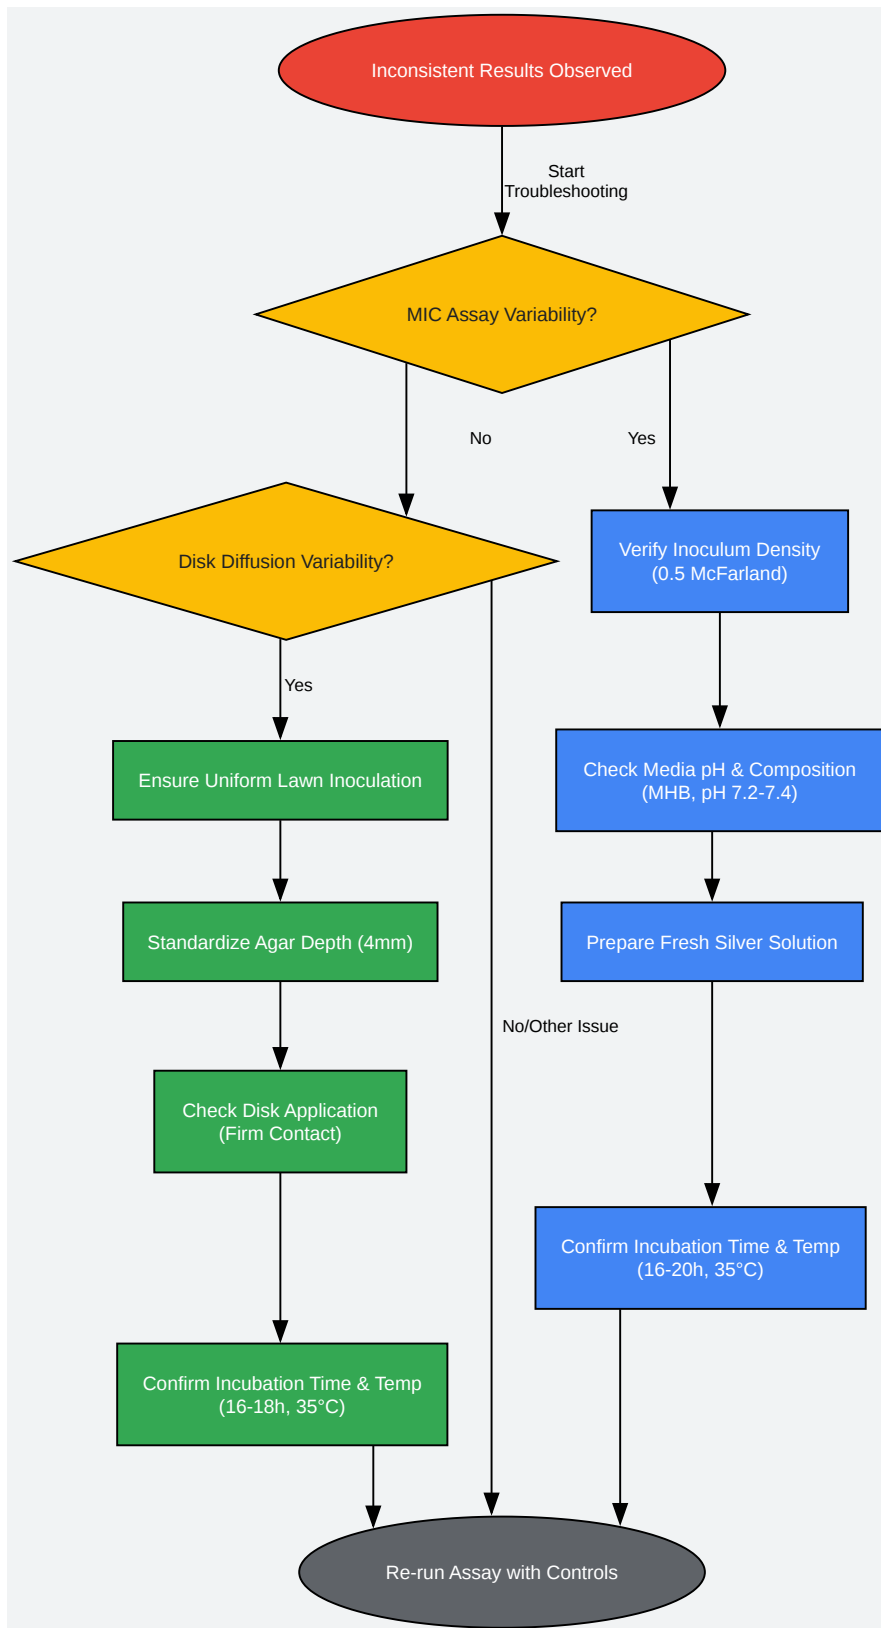 Inconsistent Results Observed
Start
Troubleshooting
MIC Assay Variability?
No
Yes
Disk Diffusion Variability?
Verify Inoculum Density
(0.5 McFarland)
Yes
Ensure Uniform Lawn Inoculation
Check Media pH & Composition
(MHB, pH 7.2-7.4)
Standardize Agar Depth (4mm)
Prepare Fresh Silver Solution
No/Other Issue
Check Disk Application
(Firm Contact)
Confirm Incubation Time & Temp
(16-20h, 35°C)
Confirm Incubation Time & Temp
(16-18h, 35°C)
Re-run Assay with Controls